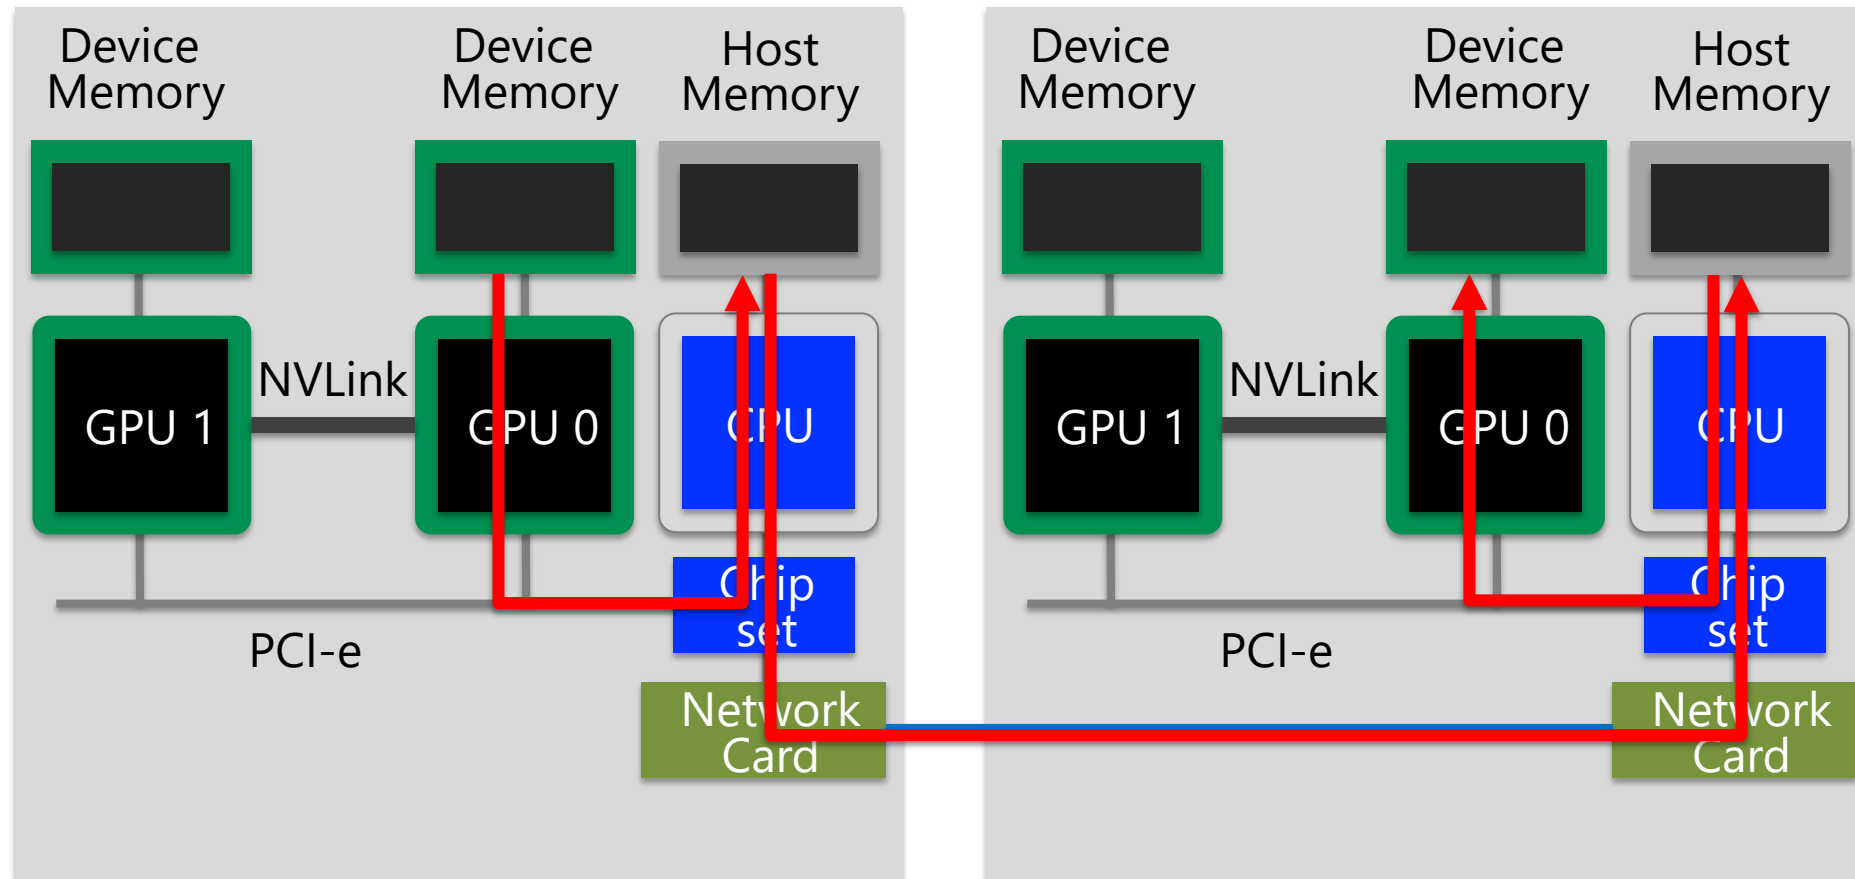 Device
Memory
Device
Memory
Host
Memory
GPU 1
NVLink
GPU 0
CPU
Chip
set
PCI-e
Network
Card
Device
Memory
Device
Memory
Host
Memory
GPU 1
NVLink
GPU 0
CPU
Chip
set
PCI-e
Network
Card